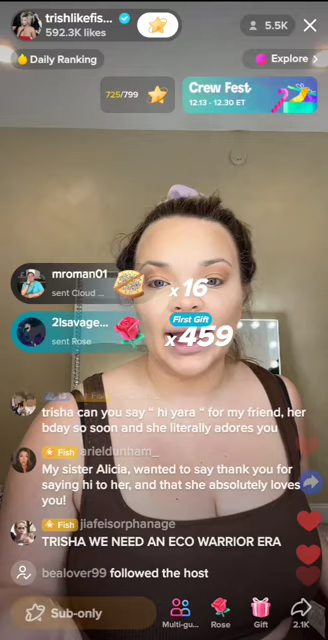 trishlikefis...
592.3K likes
5.5K
Daily Ranking
Explore
725/799
Crew Fest
12.13 - 12.30 ET
mroman01
sent Cloud ...
x 16
First Gift
2lsavage...
sent Rose
x459
Fis
trisha can you say “ hi yara “ for my friend, her
bday so soon and she literally adores you
Fish arieldunham_
My sister Alicia, wanted to say thank you for
saying hi to her, and that she absolutely loves
you!
Fish jiafeisorphanage
TRISHA WE NEED AN ECO WARRIOR ERA
bealover99 followed the host
Sub-only
Multi-gu...
Rose
Gift
2.1K